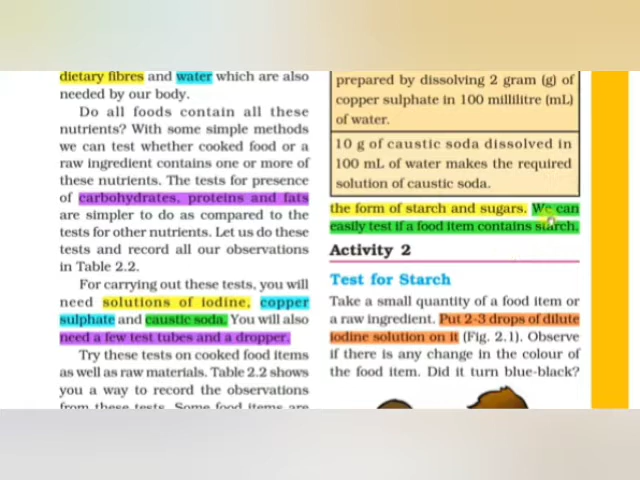 dietary fibres and water which are also
needed by our body.
Do all foods contain all these
nutrients? With some simple methods
we can test whether cooked food or a
raw ingredient contains one or more of
these nutrients. The tests for presence
of carbohydrates, proteins and fats
are simpler to do as compared to the
tests for other nutrients. Let us do these
tests and record all our observations
in Table 2.2.
For carrying out these tests, you will
need solutions of iodine, copper
sulphate and caustic soda. You will also
need a few test tubes and a dropper.
Try these tests on cooked food items
as well as raw materials. Table 2.2 shows
you a way to record the observations
from these tests. Some food items are
prepared by dissolving 2 gram (g) of
copper sulphate in 100 millilitre (mL)
of water.
10 g of caustic soda dissolved in
100 mL of water makes the required
solution of caustic soda.
the form of starch and sugars. We can
easily test if a food item contains starch.
Activity 2
Test for Starch
Take a small quantity of a food item or
a raw ingredient. Put 2-3 drops of dilute
iodine solution on it (Fig. 2.1). Observe
if there is any change in the colour of
the food item. Did it turn blue-black?